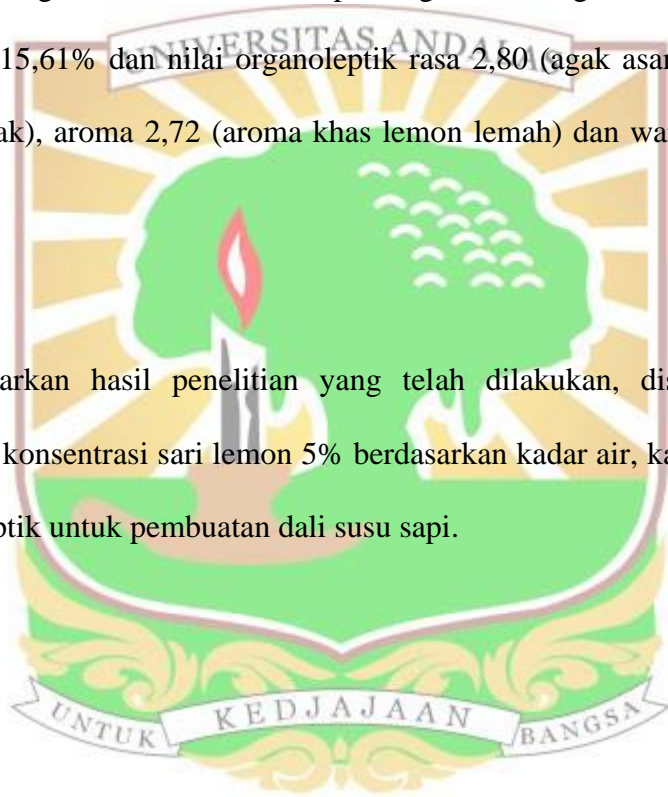 UNIVERSITAS ANDALAS
15,61% dan nilai organoleptik rasa 2,80 (agak asam
ak), aroma 2,72 (aroma khas lemon lemah) dan wa
arkan hasil penelitian yang telah dilakukan, dis
konsentrasi sari lemon 5% berdasarkan kadar air, ka
ptik untuk pembuatan dali susu sapi.
UNTUK KEDJAJAAN BANGSA